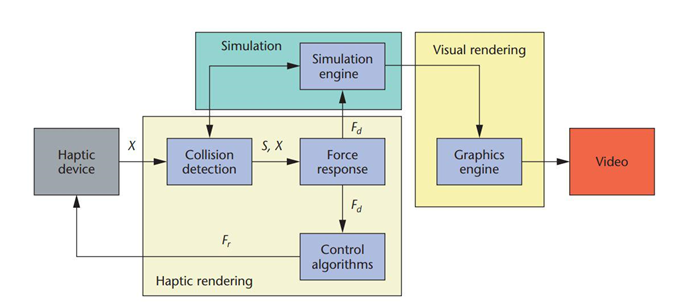 Simulation
Simulation
engine
Visual rendering
F_d
Haptic
device
X
Collision
detection
S, X
Force
response
Graphics
engine
Video
F_d
F_r
Control
algorithms
Haptic rendering